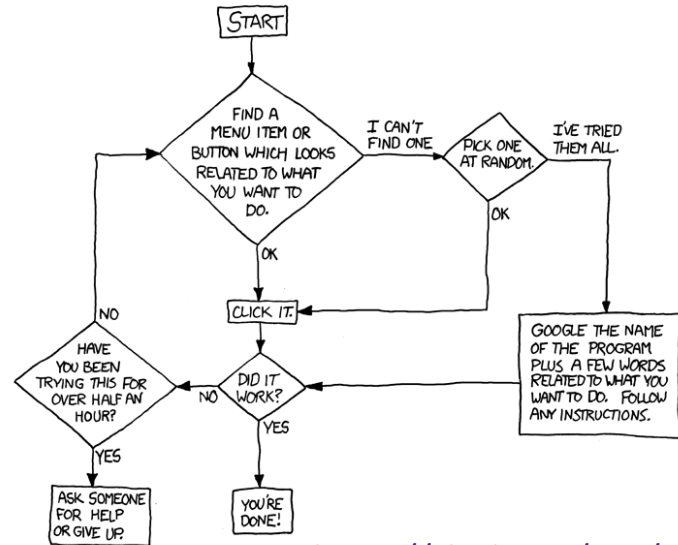 START
FIND A
MENU ITEM OR
BUTTON WHICH LOOKS
RELATED TO WHAT
YOU WANT TO
DO.
I CAN'T
FIND ONE
PICK ONE
AT RANDOM.
I'VE TRIED
THEM ALL.
OK
OK
CLICK IT.
NO
HAVE
YOU BEEN
TRYING THIS FOR
OVER HALF AN
HOUR?
NO
DID IT
WORK?
GOOGLE THE NAME
OF THE PROGRAM
PLUS A FEW WORDS
RELATED TO WHAT YOU
WANT TO DO. FOLLOW
ANY INSTRUCTIONS.
YES
YES
ASK SOMEONE
FOR HELP
OR GIVE UP.
YOU'RE
DONE!